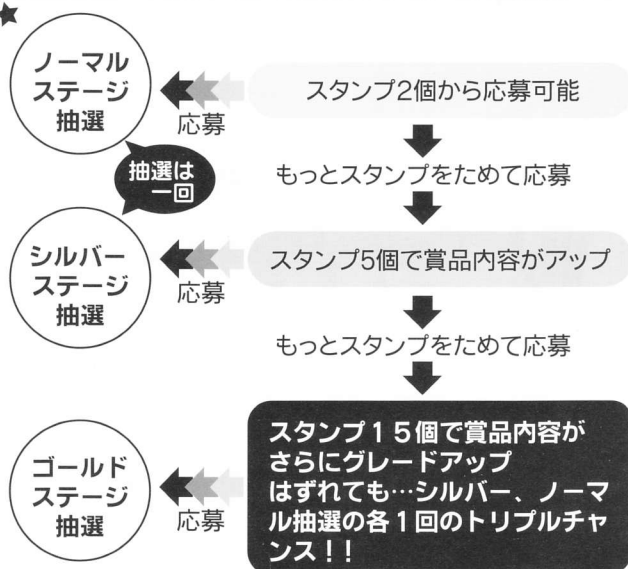 ノーマル
ステージ
抽選
応募
スタンプ2個から応募可能
抽選は
一回
もっとスタンプをためて応募
シルバー
ステージ
抽選
応募
スタンプ5個で賞品内容がアップ
もっとスタンプをためて応募
ゴールド
ステージ
抽選
応募
スタンプ15個で賞品内容が
さらにグレードアップ
はずれても…シルバー、ノーマ
ル抽選の各1回のトリプルチャ
ンス!!